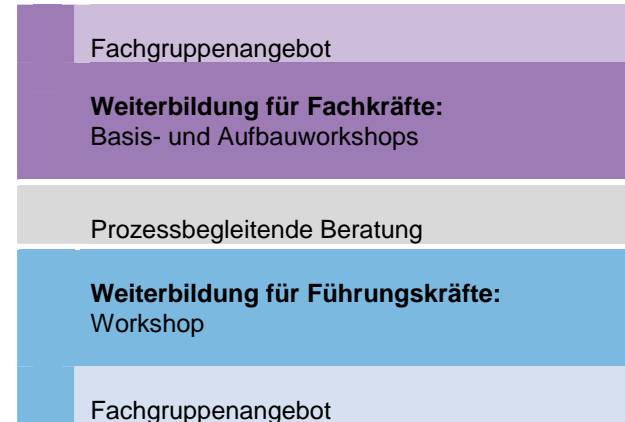 Fachgruppenangebot
Weiterbildung für Fachkräfte:
Basis- und Aufbauworkshops
Prozessbegleitende Beratung
Weiterbildung für Führungskräfte:
Workshop
Fachgruppenangebot